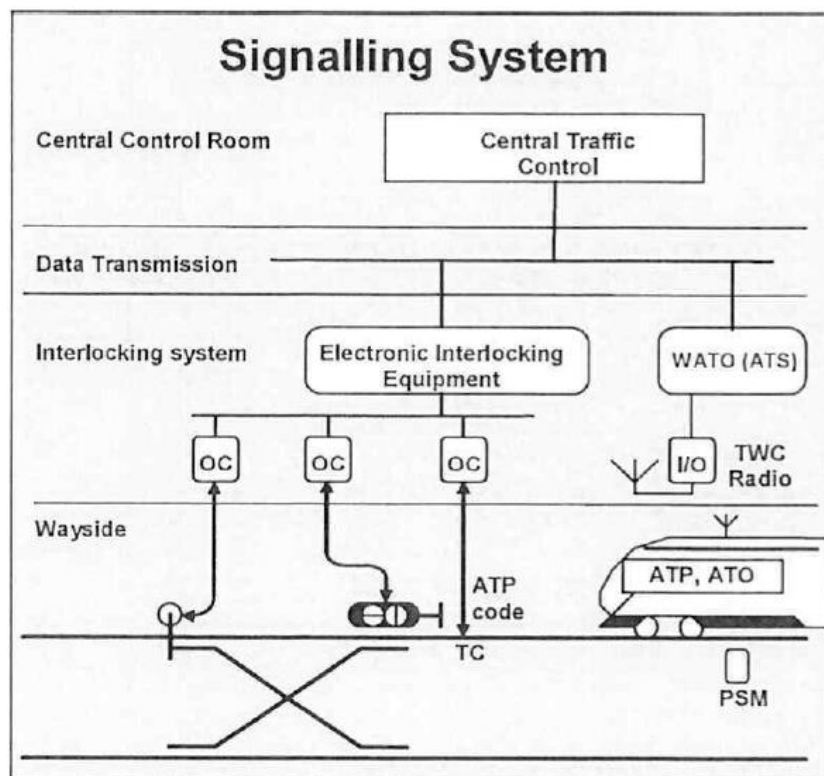 Signalling System
Central Control Room
Central Traffic
Control
Data Transmission
Interlocking system
Electronic Interlocking
Equipment
WATO (ATS)
OC
OC
OC
I/O
TWC
Radio
Wayside
ATP
code
ATP, ATO
TC
PSM